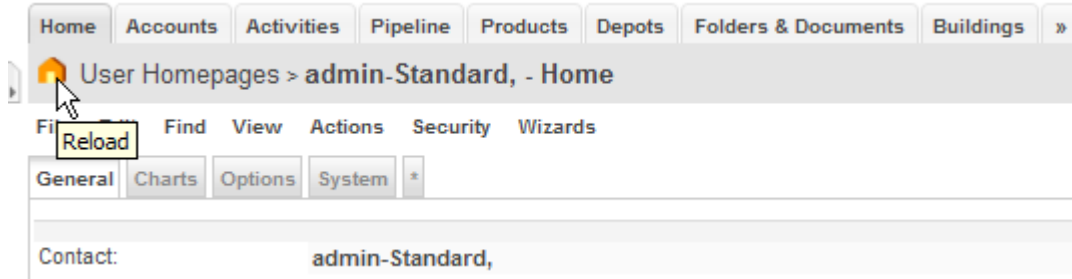 Home Accounts Activities Pipeline Products Depots Folders & Documents Buildings »
User Homepages > admin-Standard, - Home
Find View Actions Security Wizards
Reload
General Charts Options System *
Contact: admin-Standard,